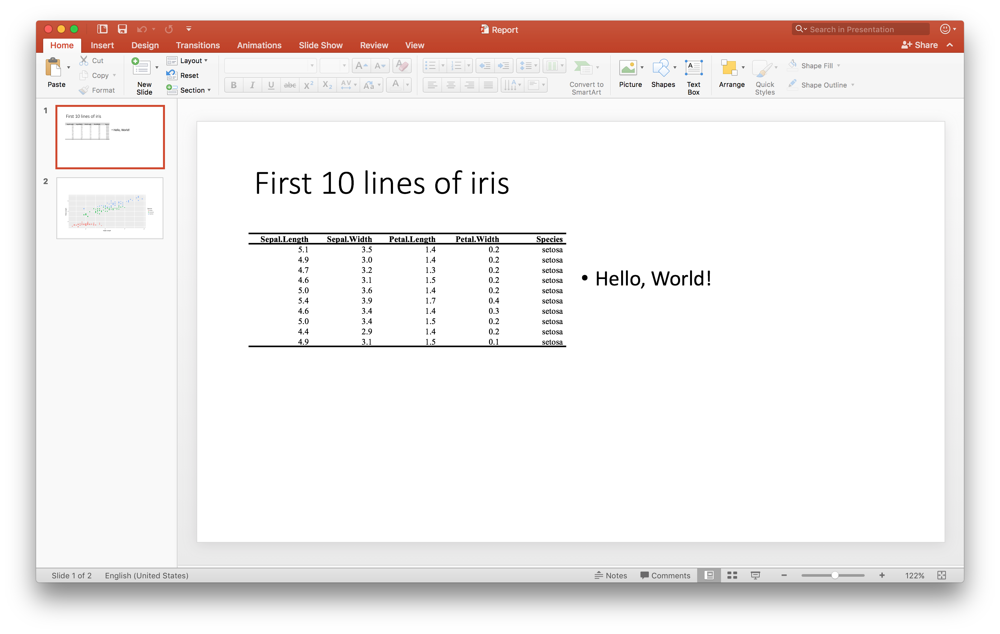 Report
Search in Presentation
Home Insert Design Transitions Animations Slide Show Review View
Share
Paste
Cut
Copy
Format
New Slide
Layout
Reset
Section
B I U abc X2 X2 AV Aa A
Convert to SmartArt
Picture
Shapes
Text Box
Arrange
Quick Styles
Shape Fill
Shape Outline
1
First 10 lines of iris
• Hello, World!
2
First 10 lines of iris
Sepal.Length Sepal.Width Petal.Length Petal.Width Species
5.1 3.5 1.4 0.2 setosa
4.9 3.0 1.4 0.2 setosa
4.7 3.2 1.3 0.2 setosa
4.6 3.1 1.5 0.2 setosa
5.0 3.6 1.4 0.2 setosa
5.4 3.9 1.7 0.4 setosa
4.6 3.4 1.4 0.3 setosa
5.0 3.4 1.5 0.2 setosa
4.4 2.9 1.4 0.2 setosa
4.9 3.1 1.5 0.1 setosa
• Hello, World!
Slide 1 of 2 English (United States) Notes Comments 122%